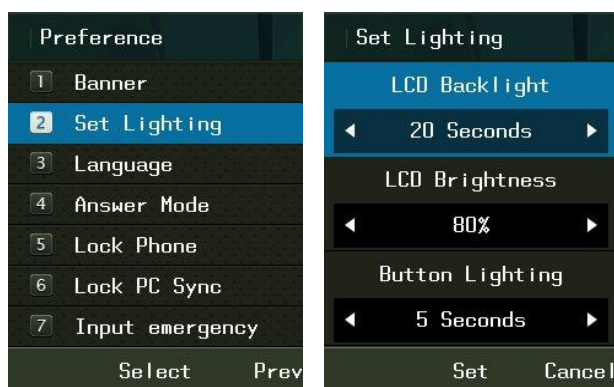 Preference
1 Banner
2 Set Lighting
3 Language
4 Answer Mode
5 Lock Phone
6 Lock PC Sync
7 Input emergency
Select Prev
Set Lighting
LCD Backlight
20 Seconds
LCD Brightness
80%
Button Lighting
5 Seconds
Set Cancel